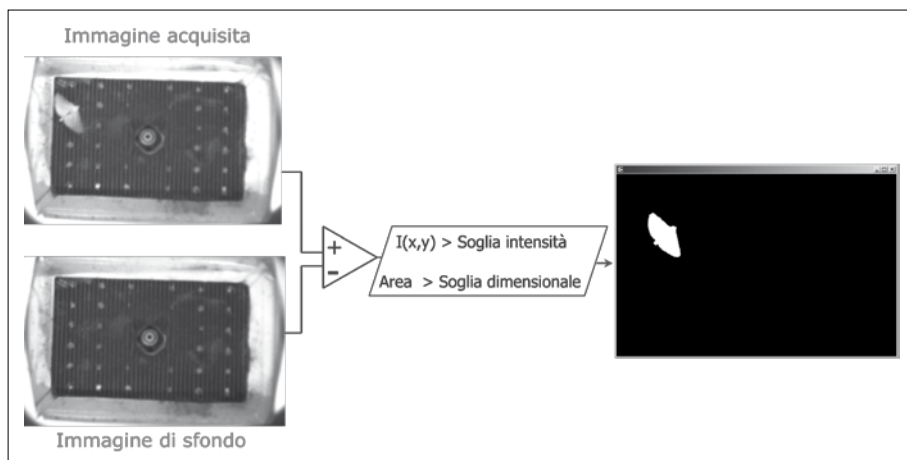 Immagine acquisita
+
I(x,y) > Soglia intensità
-
Area > Soglia dimensionale
Immagine di sfondo